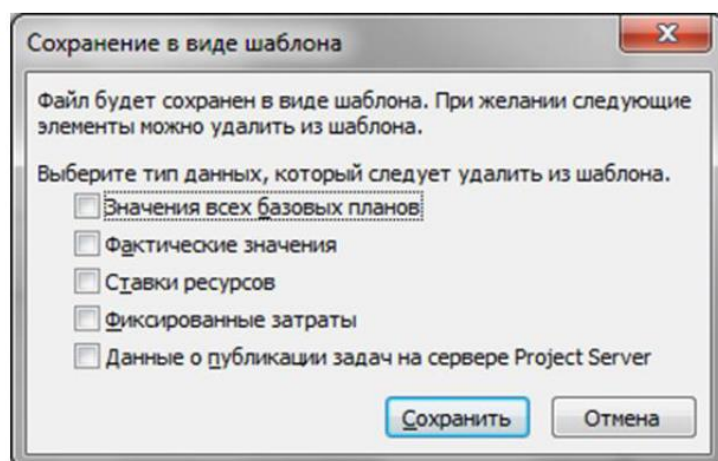 Сохранение в виде шаблона
Файл будет сохранен в виде шаблона. При желании следующие
элементы можно удалить из шаблона.
Выберите тип данных, который следует удалить из шаблона.
Значения всех базовых планов
Фактические значения
Ставки ресурсов
Фиксированные затраты
Данные о публикации задач на сервере Project Server
Сохранить Отмена